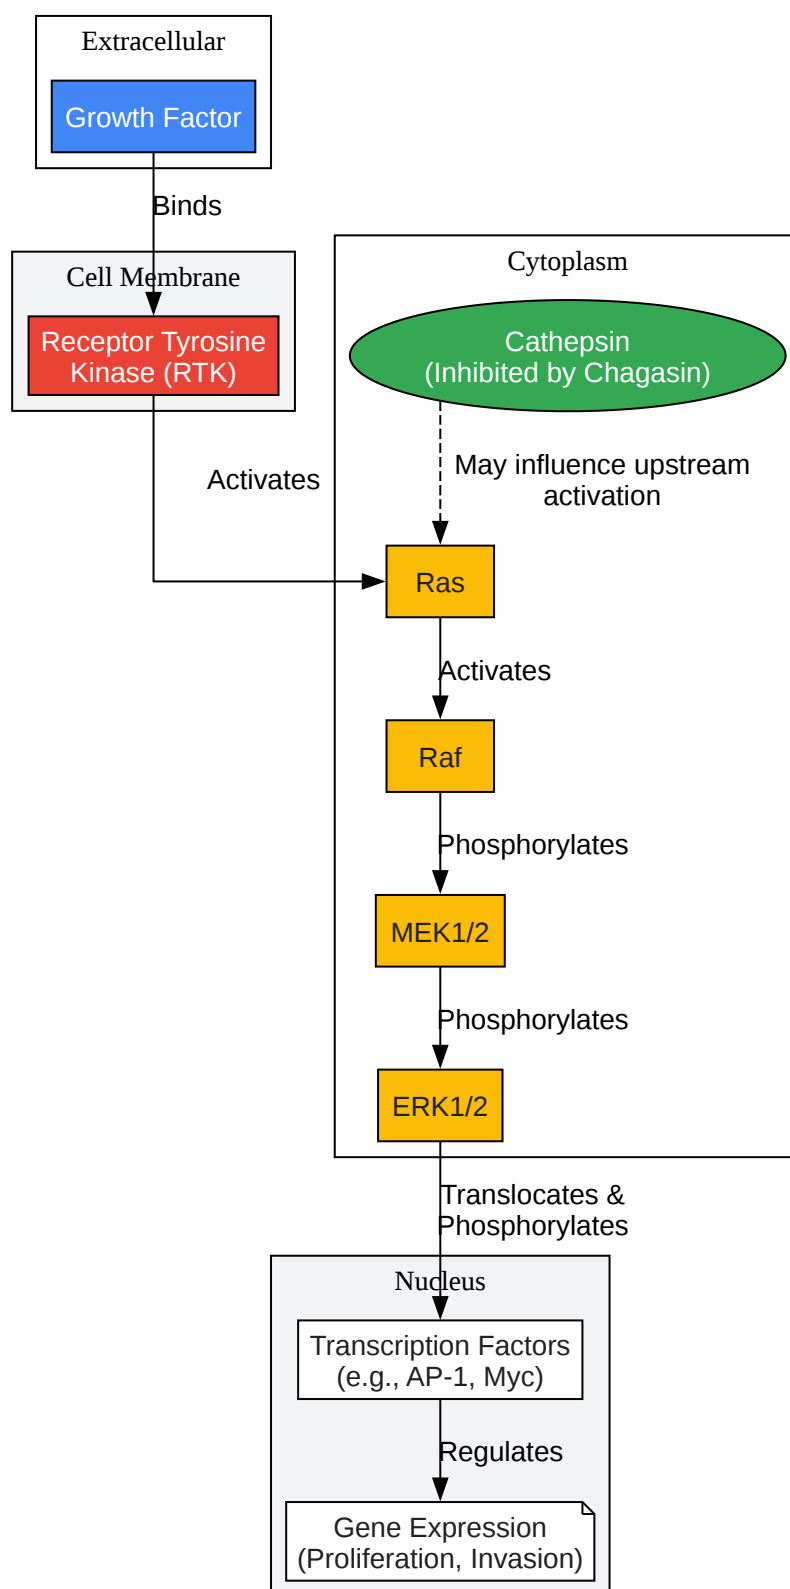 Extracellular
Growth Factor
Binds
Cell Membrane
Receptor Tyrosine
Kinase (RTK)
Activates
Cytoplasm
Cathepsin
(Inhibited by Chagasin)
May influence upstream
activation
Ras
Activates
Raf
Phosphorylates
MEK1/2
Phosphorylates
ERK1/2
Translocates &
Phosphorylates
Nucleus
Transcription Factors
(e.g., AP-1, Myc)
Regulates
Gene Expression
(Proliferation, Invasion)